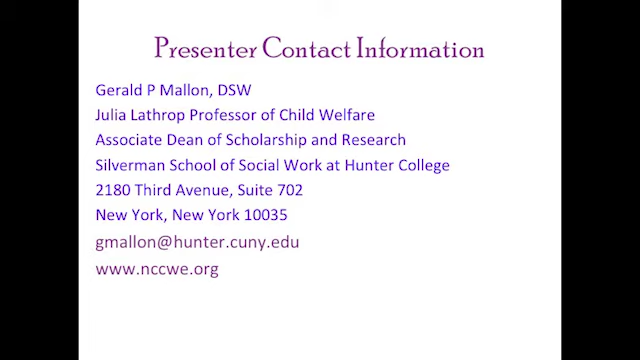 Presenter Contact Information
Gerald P Mallon, DSW
Julia Lathrop Professor of Child Welfare
Associate Dean of Scholarship and Research
Silverman School of Social Work at Hunter College
2180 Third Avenue, Suite 702
New York, New York 10035
gmallon@hunter.cuny.edu
www.nccwe.org